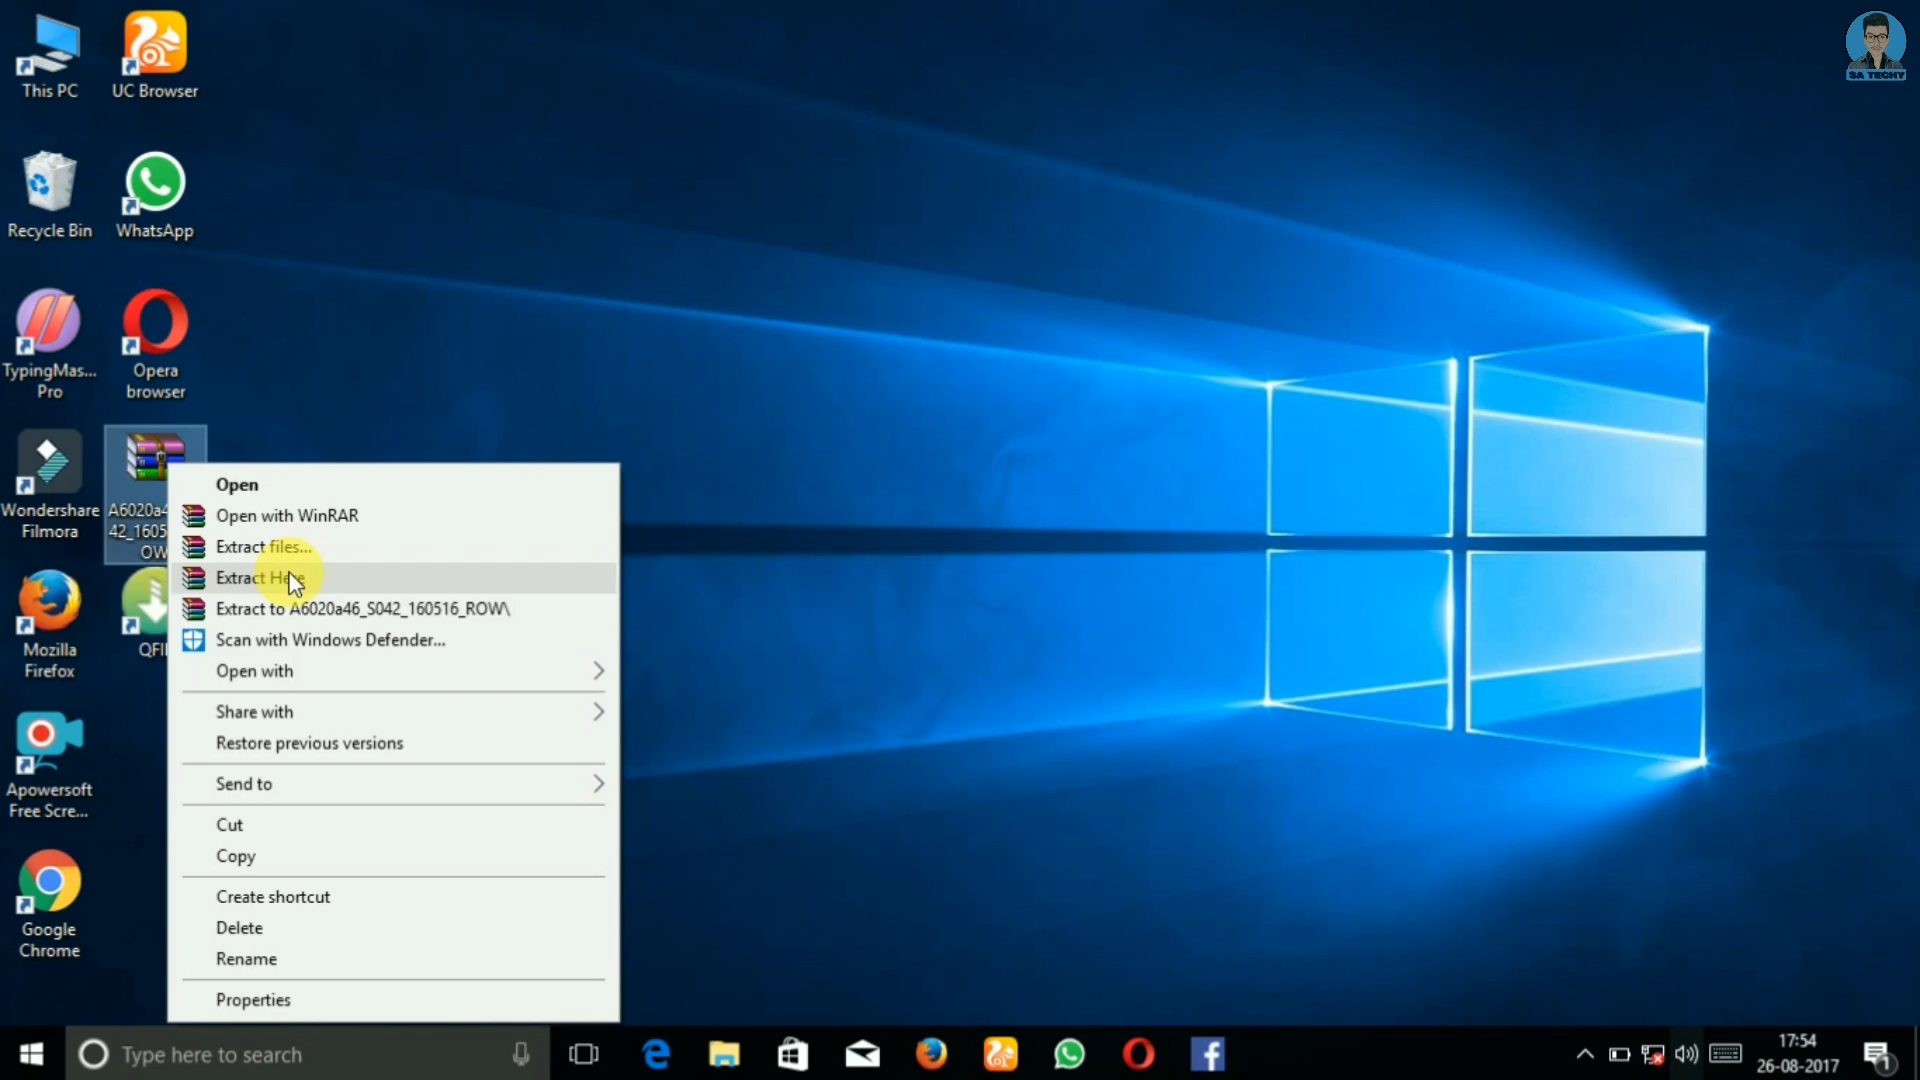 This PC
UC Browser
SA TECHY
Recycle Bin
WhatsApp
TypingMas...
Pro
Opera
browser
Wondershare
Filmora
A6020a4
42_1605
OW
Mozilla
Firefox
QFI
Apowersoft
Free Scre...
Google
Chrome
Open
Open with WinRAR
Extract files...
Extract Here
Extract to A6020a46_S042_160516_ROW\
Scan with Windows Defender...
Open with
Share with
Restore previous versions
Send to
Cut
Copy
Create shortcut
Delete
Rename
Properties
Type here to search
17:54
26-08-2017
1